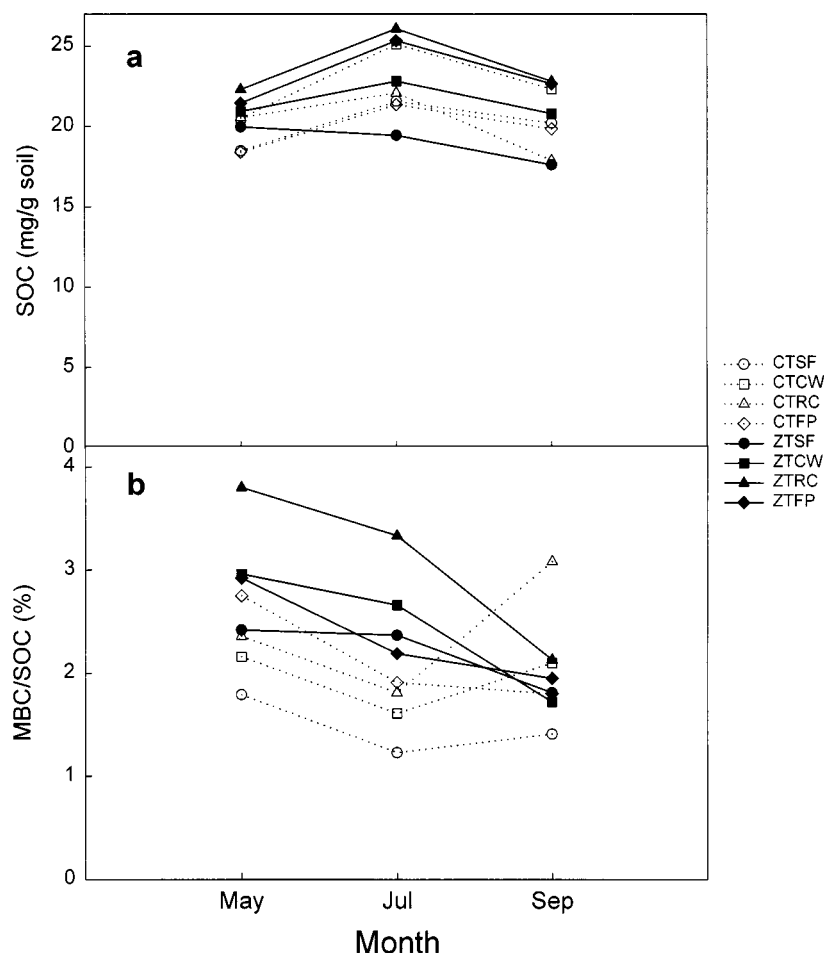 a
25
20
15
10
5
0
SOC (mg/g soil)
b
4
3
2
1
0
MBC/SOC (%)
May Jul Sep
Month
CTSF
CTCW
CTRC
CTFP
ZTSF
ZTCW
ZTRC
ZTFP